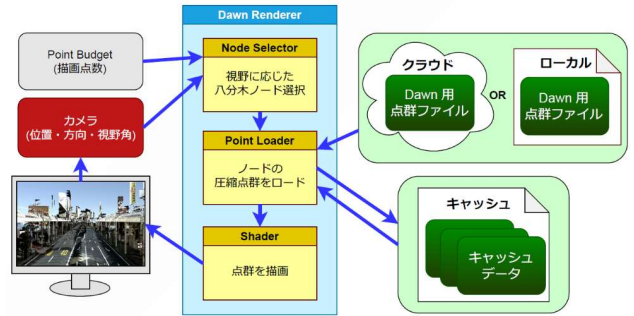 Dawn Renderer
Point Budget
(描画点数)
カメラ
(位置・方向・視野角)
Node Selector
視野に応じた
八分木ノード選択
Point Loader
ノードの
圧縮点群をロード
Shader
点群を描画
クラウド
Dawn 用
点群ファイル
OR
ローカル
Dawn 用
点群ファイル
キャッシュ
キャッシュ
データ